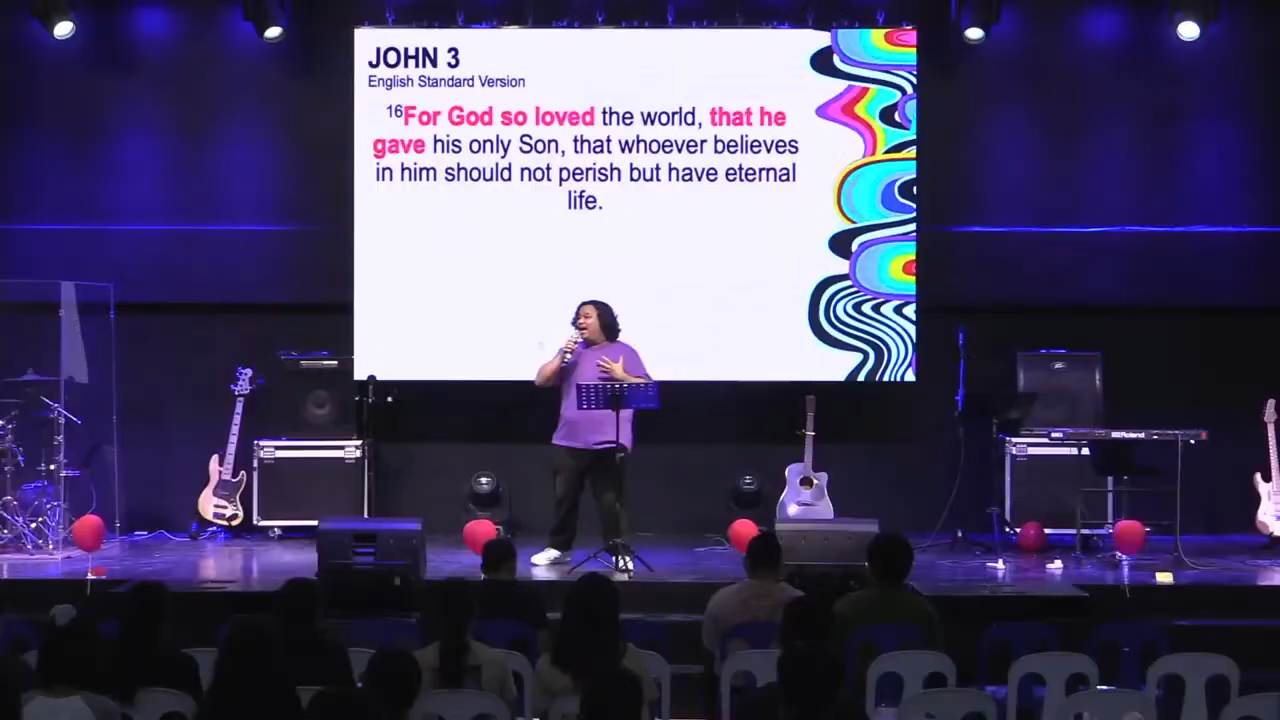 JOHN 3
English Standard Version
16For God so loved the world, that he
gave his only Son, that whoever believes
in him should not perish but have eternal
life.
Roland